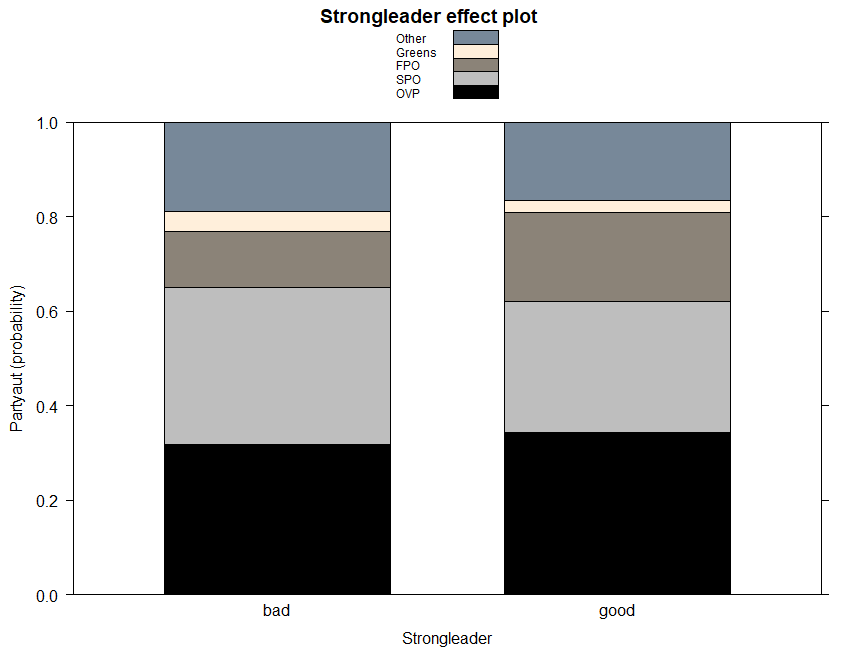 Strongleader effect plot
Other
Greens
FPO
SPO
OVP
1.0
0.8
0.6
0.4
0.2
0.0
Partyaut (probability)
bad good
Strongleader